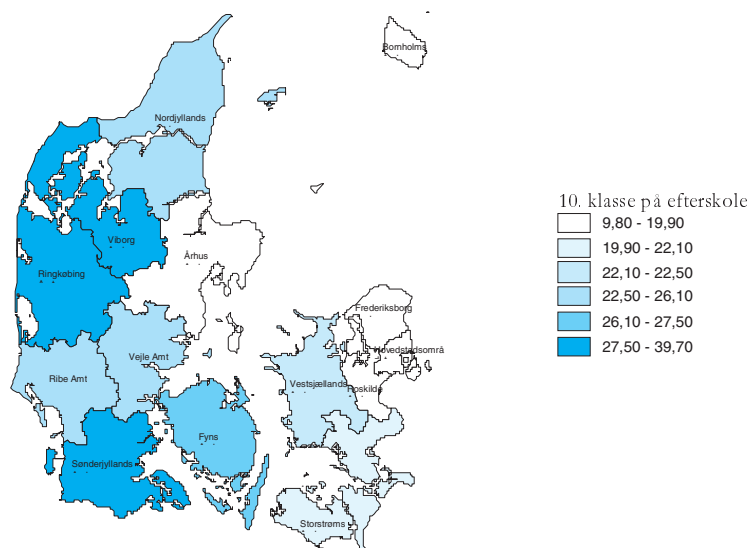 Bornholms
Nordjyllands
Viborg
Århus
Ringkøbing
Frederiksborg
Vejle Amt
Ribe Amt
Vestsjællands
Roskilde
Fyns
Sønderjyllands
Storstrøms
10. klasse på efterskole
9,80 - 19,90
19,90 - 22,10
22,10 - 22,50
22,50 - 26,10
26,10 - 27,50
27,50 - 39,70